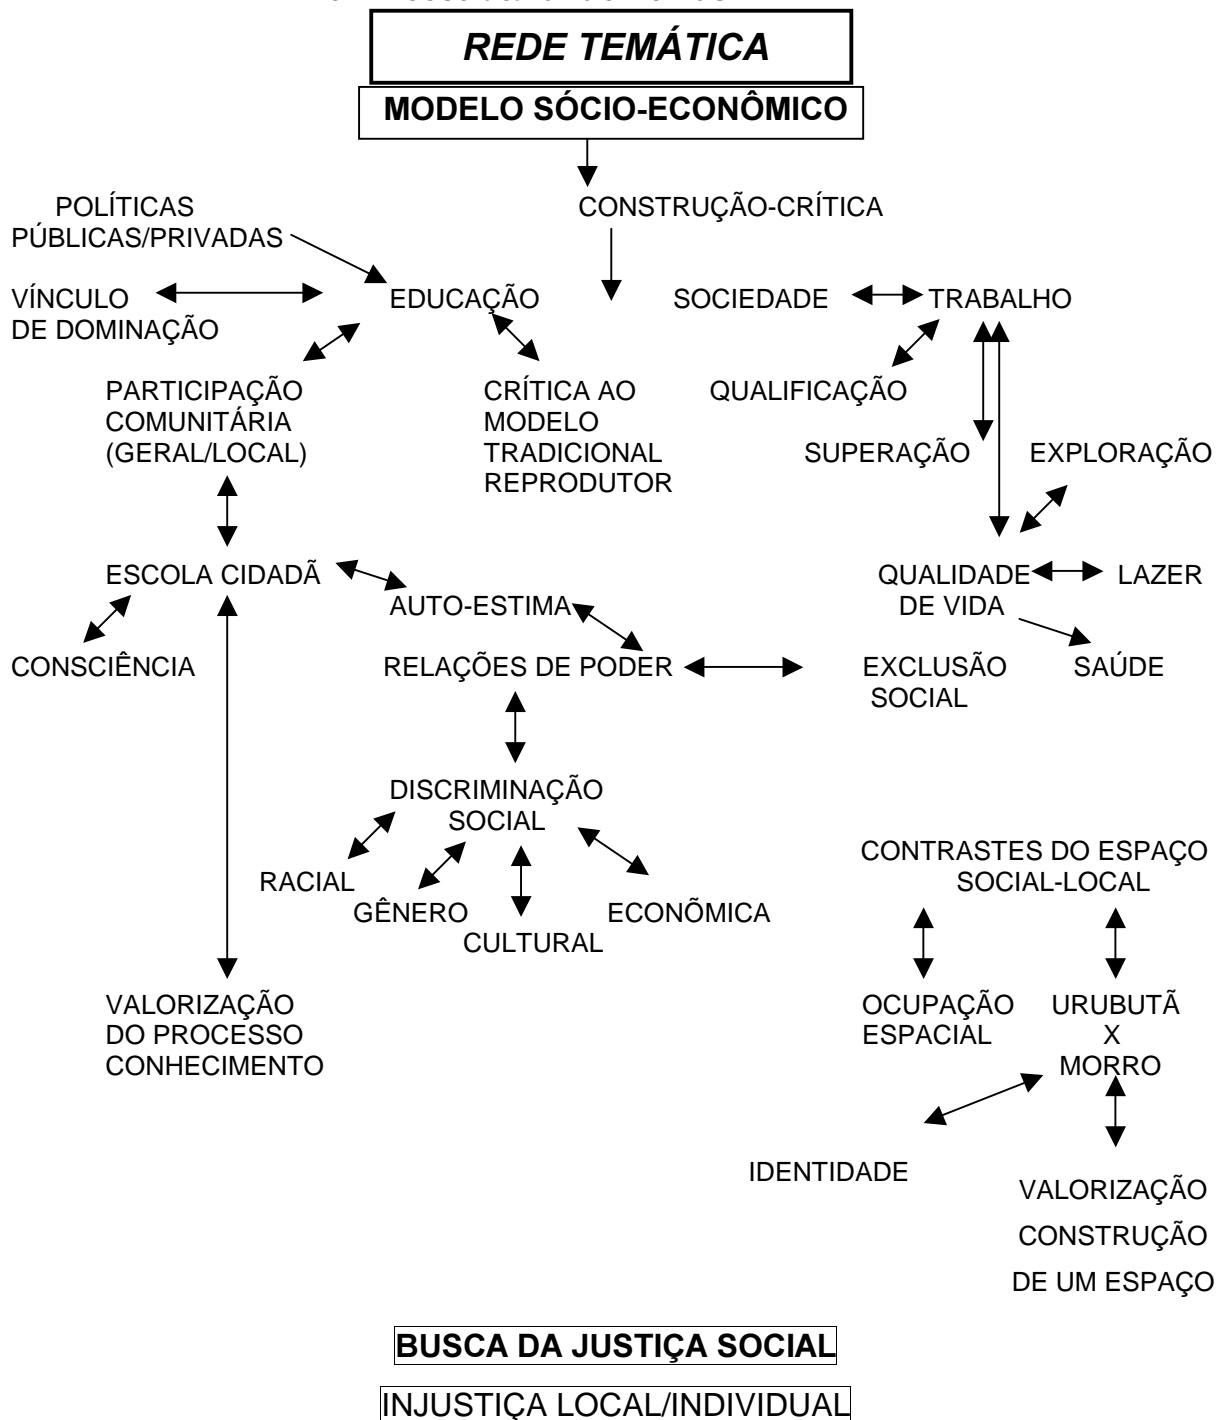 REDE TEMÁTICA
MODELO SÓCIO-ECONÔMICO
POLÍTICAS
PÚBLICAS/PRIVADAS
CONSTRUÇÃO-CRÍTICA
VÍNCULO
DE DOMINAÇÃO
EDUCAÇÃO
SOCIEDADE
TRABALHO
PARTICIPAÇÃO
COMUNITÁRIA
(GERAL/LOCAL)
CRÍTICA AO
MODELO
TRADICIONAL
REPRODUTOR
QUALIFICAÇÃO
SUPERAÇÃO
EXPLORAÇÃO
ESCOLA CIDADÃ
AUTO-ESTIMA
QUALIDADE
DE VIDA
LAZER
CONSCIÊNCIA
RELAÇÕES DE PODER
EXCLUSÃO
SOCIAL
SAÚDE
DISCRIMINAÇÃO
SOCIAL
RACIAL
GÊNERO
CULTURAL
ECONÕMICA
CONTRASTES DO ESPAÇO
SOCIAL-LOCAL
VALORIZAÇÃO
DO PROCESSO
CONHECIMENTO
OCUPAÇÃO
ESPACIAL
URUBUTÃ
X
MORRO
IDENTIDADE
VALORIZAÇÃO
CONSTRUÇÃO
DE UM ESPAÇO
BUSCA DA JUSTIÇA SOCIAL
INJUSTIÇA LOCAL/INDIVIDUAL